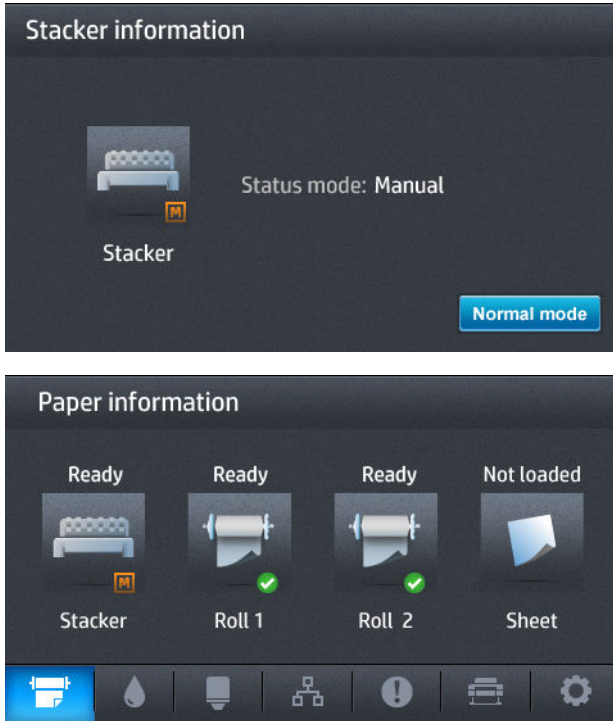 Stacker information
Status mode: Manual
M
Stacker
Normal mode
Paper information
Ready Ready Ready Not loaded
M
Stacker Roll 1 Roll 2 Sheet